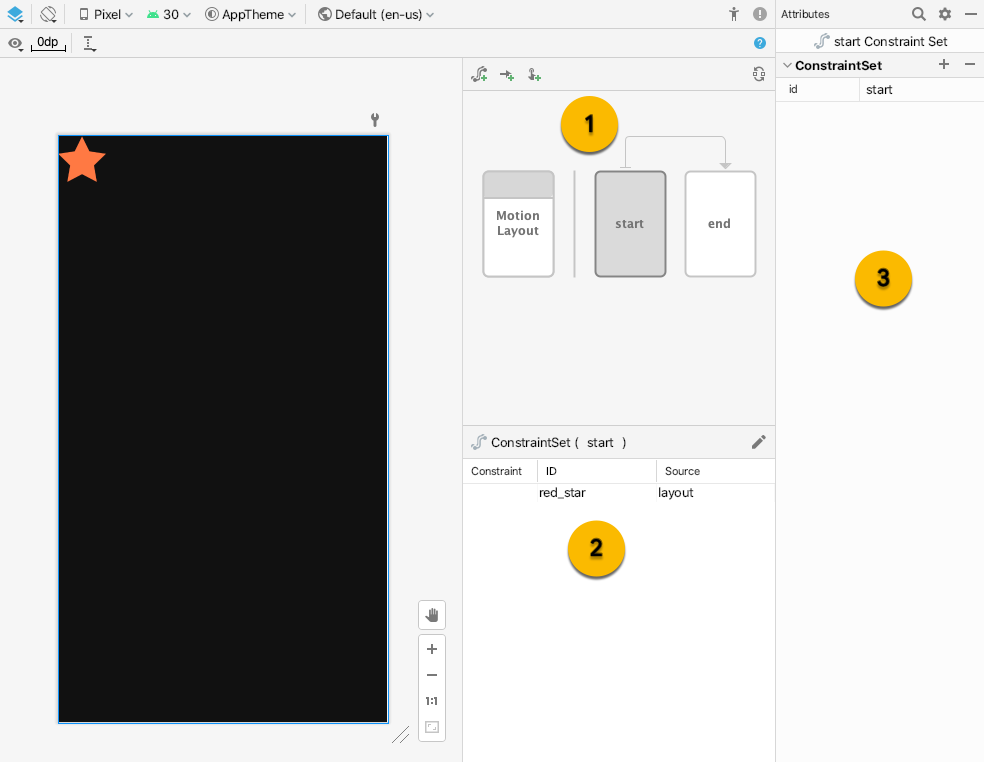 Pixel 30 AppTheme Default (en-us)
Attributes
0dp
start Constraint Set
ConstraintSet
id start
1
Motion
Layout
start
end
3
ConstraintSet ( start )
Constraint ID Source
red_star layout
2
1:1